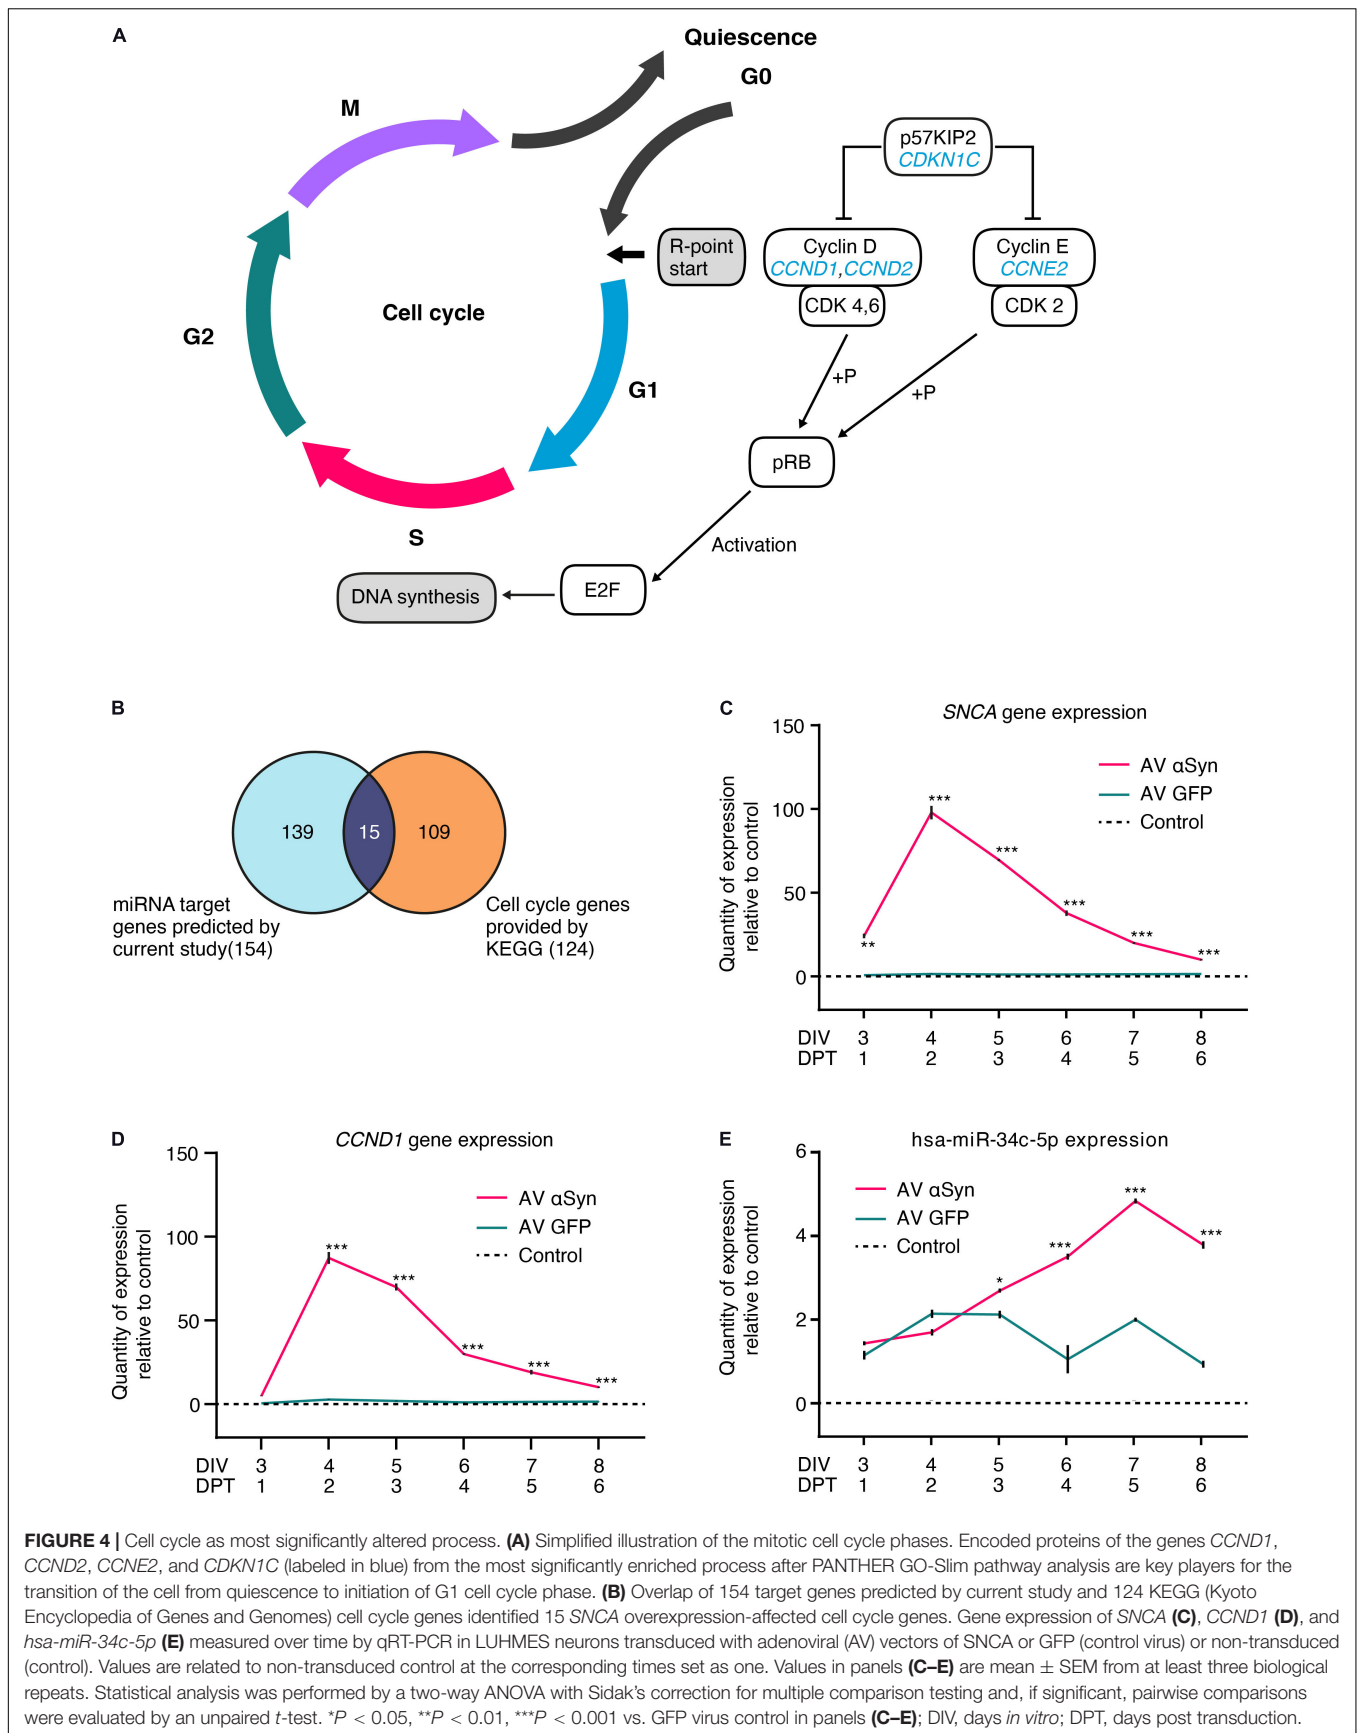 A
Quiescence
G0
M
p57KIP2
CDKN1C
R-point
start
Cyclin D
CCND1,CCND2
Cyclin E
CCNE2
CDK 4,6
CDK 2
Cell cycle
G2
G1
+P
+P
pRB
S
Activation
DNA synthesis
E2F
B
139
15
109
miRNA target
genes predicted by
current study(154)
Cell cycle genes
provided by
KEGG (124)
C
SNCA gene expression
Quantity of expression
relative to control
150
100
50
0
AV αSyn
AV GFP
Control
**
***
***
***
***
***
DIV 3 4 5 6 7 8
DPT 1 2 3 4 5 6
D
CCND1 gene expression
Quantity of expression
relative to control
150
100
50
0
AV αSyn
AV GFP
Control
***
***
***
***
***
DIV 3 4 5 6 7 8
DPT 1 2 3 4 5 6
E
hsa-miR-34c-5p expression
Quantity of expression
relative to control
6
4
2
0
AV αSyn
AV GFP
Control
*
***
***
***
DIV 3 4 5 6 7 8
DPT 1 2 3 4 5 6
FIGURE 4 | Cell cycle as most significantly altered process. (A) Simplified illustration of the mitotic cell cycle phases. Encoded proteins of the genes CCND1,
CCND2, CCNE2, and CDKN1C (labeled in blue) from the most significantly enriched process after PANTHER GO-Slim pathway analysis are key players for the
transition of the cell from quiescence to initiation of G1 cell cycle phase. (B) Overlap of 154 target genes predicted by current study and 124 KEGG (Kyoto
Encyclopedia of Genes and Genomes) cell cycle genes identified 15 SNCA overexpression-affected cell cycle genes. Gene expression of SNCA (C), CCND1 (D), and
hsa-miR-34c-5p (E) measured over time by qRT-PCR in LUHMES neurons transduced with adenoviral (AV) vectors of SNCA or GFP (control virus) or non-transduced
(control). Values are related to non-transduced control at the corresponding times set as one. Values in panels (C–E) are mean ± SEM from at least three biological
repeats. Statistical analysis was performed by a two-way ANOVA with Sidak's correction for multiple comparison testing and, if significant, pairwise comparisons
were evaluated by an unpaired t-test. *P < 0.05, **P < 0.01, ***P < 0.001 vs. GFP virus control in panels (C–E); DIV, days in vitro; DPT, days post transduction.